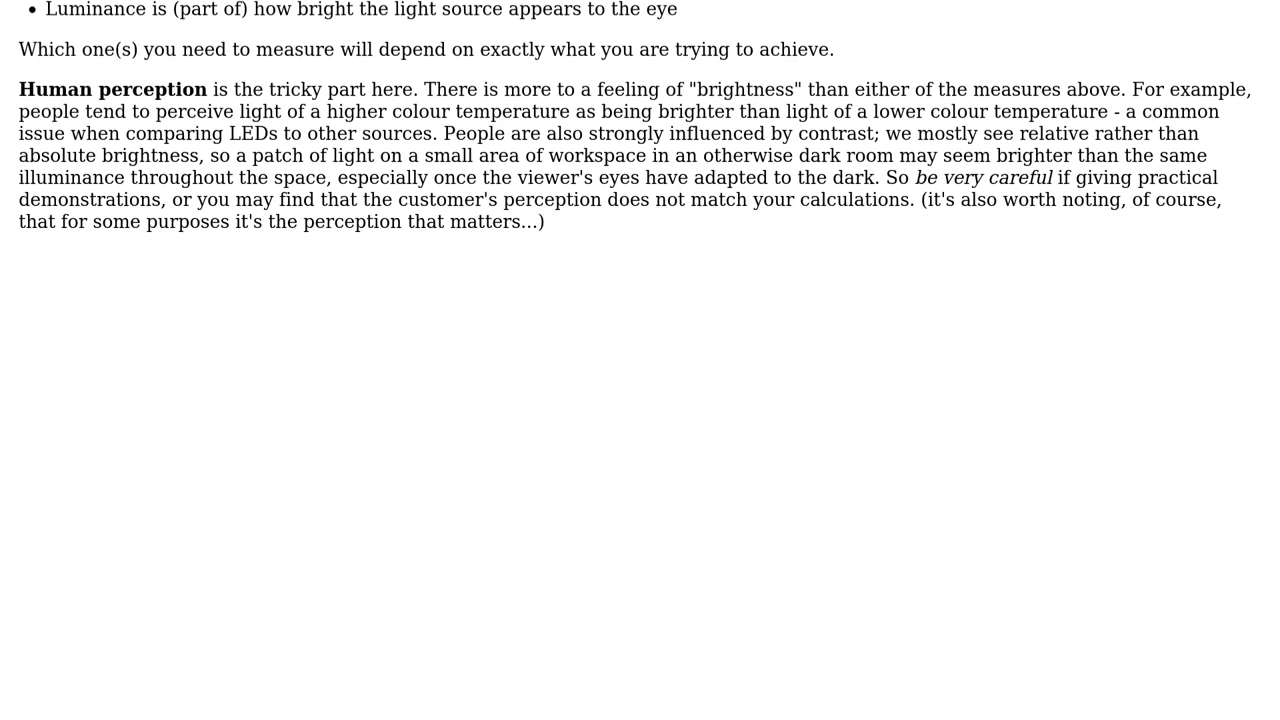 • Luminance is (part of) how bright the light source appears to the eye
Which one(s) you need to measure will depend on exactly what you are trying to achieve.
Human perception is the tricky part here. There is more to a feeling of "brightness" than either of the measures above. For example,
people tend to perceive light of a higher colour temperature as being brighter than light of a lower colour temperature - a common
issue when comparing LEDs to other sources. People are also strongly influenced by contrast; we mostly see relative rather than
absolute brightness, so a patch of light on a small area of workspace in an otherwise dark room may seem brighter than the same
illuminance throughout the space, especially once the viewer's eyes have adapted to the dark. So be very careful if giving practical
demonstrations, or you may find that the customer's perception does not match your calculations. (it's also worth noting, of course,
that for some purposes it's the perception that matters...)